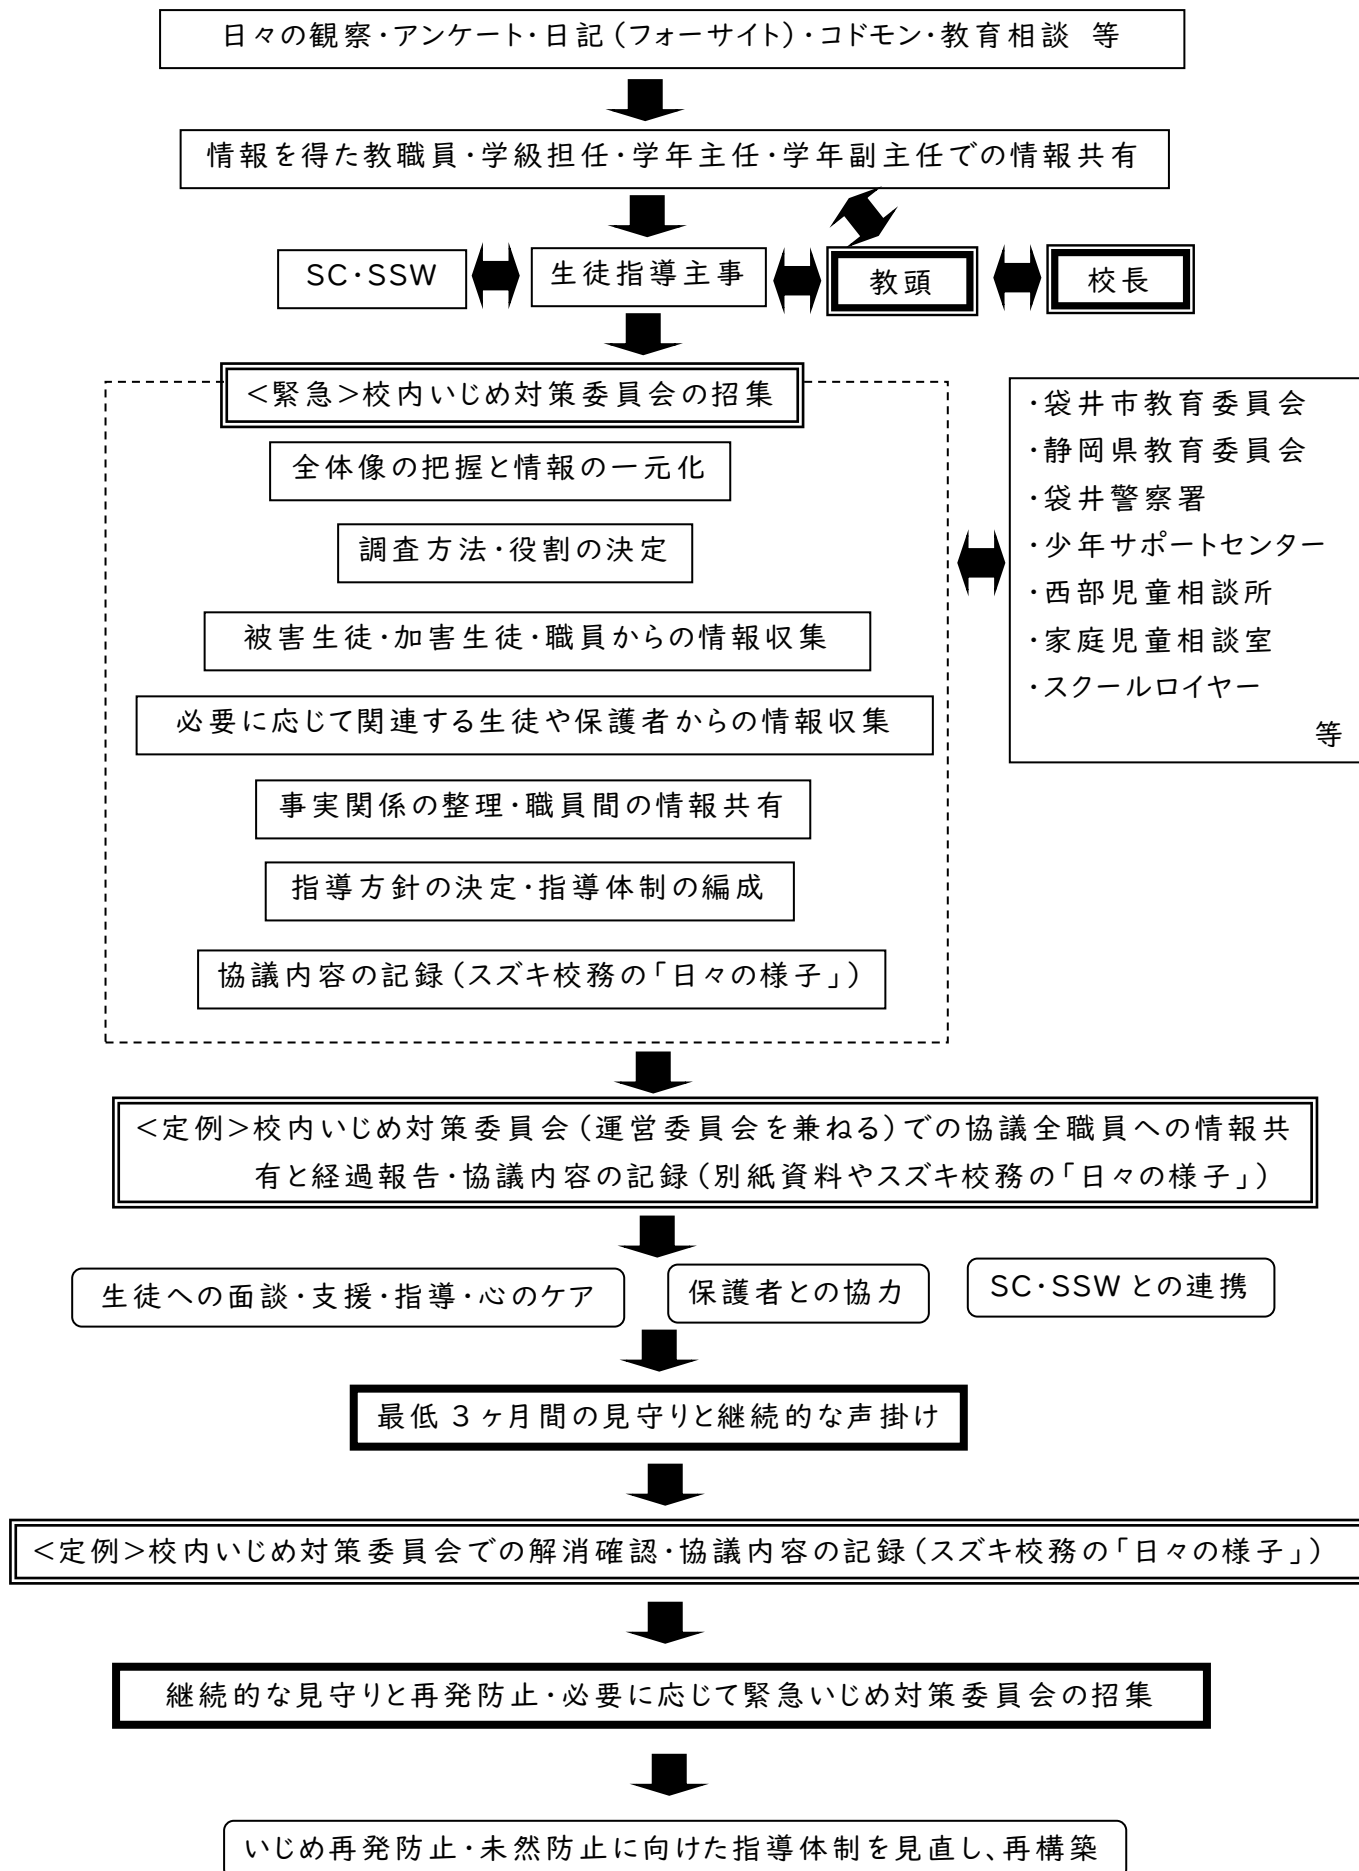 日々の観察・アンケート・日記(フォーサイト)・コドモン・教育相談 等
情報を得た教職員・学級担任・学年主任・学年副主任での情報共有
SC・SSW
生徒指導主事
教頭
校長
<緊急>校内いじめ対策委員会の招集
全体像の把握と情報の一元化
調査方法・役割の決定
被害生徒・加害生徒・職員からの情報収集
必要に応じて関連する生徒や保護者からの情報収集
事実関係の整理・職員間の情報共有
指導方針の決定・指導体制の編成
協議内容の記録(スズキ校務の「日々の様子」)
・袋井市教育委員会
・静岡県教育委員会
・袋井警察署
・少年サポートセンター
・西部児童相談所
・家庭児童相談室
・スクールロイヤー
等
<定例>校内いじめ対策委員会(運営委員会を兼ねる)での協議全職員への情報共
有と経過報告・協議内容の記録(別紙資料やスズキ校務の「日々の様子」)
生徒への面談・支援・指導・心のケア
保護者との協力
SC・SSW との連携
最低 3 ヶ月間の見守りと継続的な声掛け
<定例>校内いじめ対策委員会での解消確認・協議内容の記録(スズキ校務の「日々の様子」)
継続的な見守りと再発防止・必要に応じて緊急いじめ対策委員会の招集
いじめ再発防止・未然防止に向けた指導体制を見直し、再構築